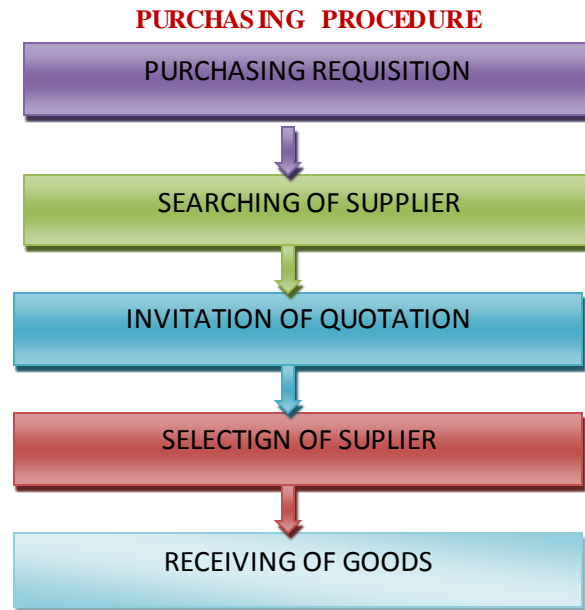 PURCHASING PROCEDURE
PURCHASING REQUISITION
SEARCHING OF SUPPLIER
INVITATION OF QUOTATION
SELECTIGN OF SUPLIER
RECEIVING OF GOODS